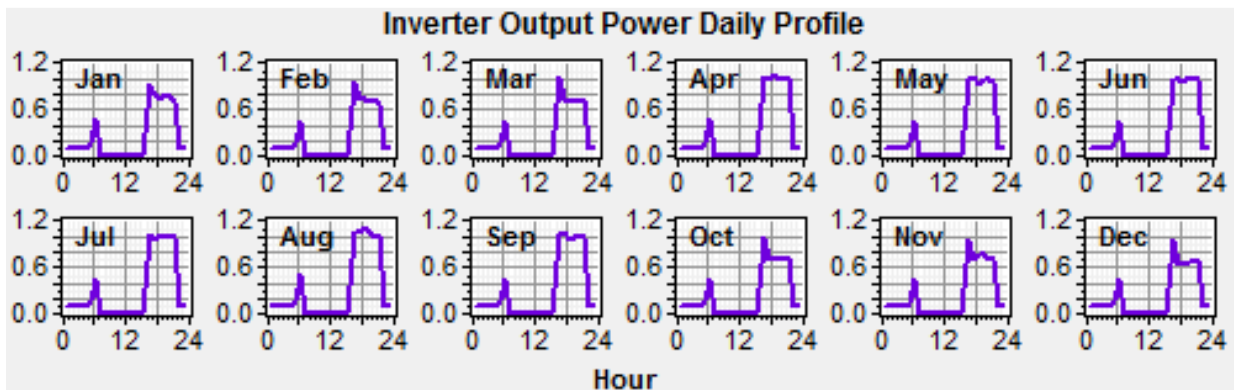 Inverter Output Power Daily Profile
1.2 Jan 1.2 Feb 1.2 Mar 1.2 Apr 1.2 May 1.2 Jun
0.6 0.6 0.6 0.6 0.6 0.6
0.0 0.0 0.0 0.0 0.0 0.0
0 12 24 0 12 24 0 12 24 0 12 24 0 12 24 0 12 24
1.2 Jul 1.2 Aug 1.2 Sep 1.2 Oct 1.2 Nov 1.2 Dec
0.6 0.6 0.6 0.6 0.6 0.6
0.0 0.0 0.0 0.0 0.0 0.0
0 12 24 0 12 24 0 12 24 0 12 24 0 12 24 0 12 24
Hour